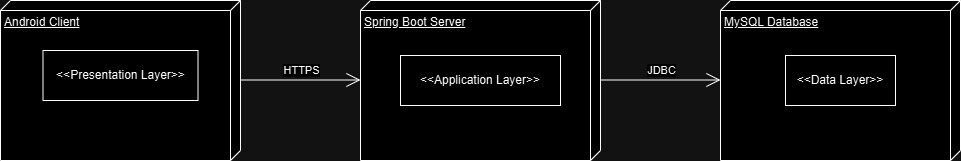 Android Client
<<Presentation Layer>>
HTTPS
Spring Boot Server
<<Application Layer>>
JDBC
MySQL Database
<<Data Layer>>